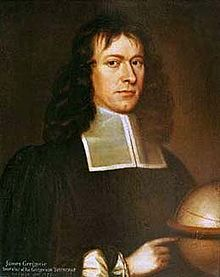 James Gregorie
Inventor of the Gregorian Telescope